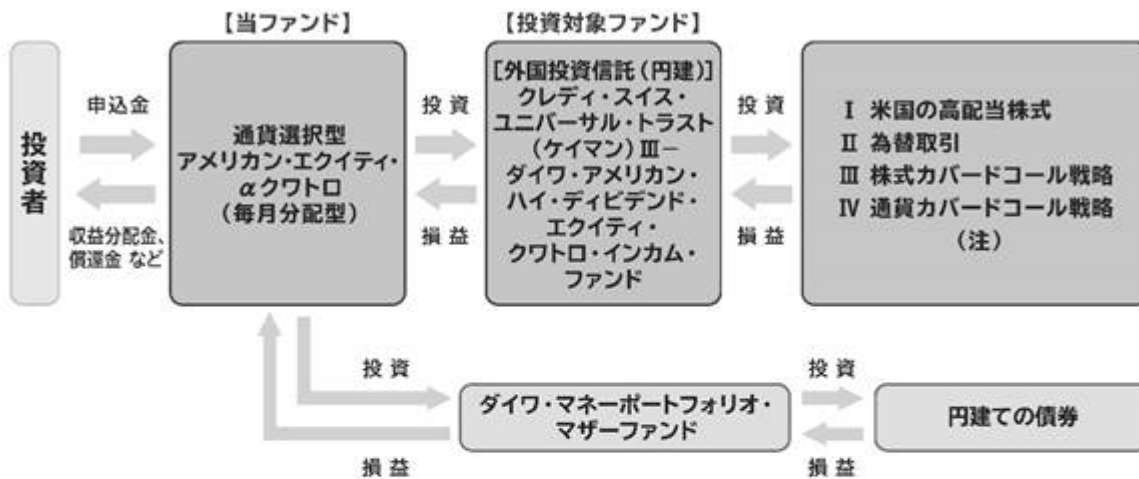 【当ファンド】
【投資対象ファンド】
投資者
申込金
収益分配金、
償還金 など
通貨選択型
アメリカン・エクイティ・
αクワトロ
(毎月分配型)
投 資
損 益
[外国投資信託(円建)]
クレディ・スイス・
ユニバーサル・トラスト
(ケイマン)Ⅲ－
ダイワ・アメリカン・
ハイ・ディビデンド・
エクイティ・
クワトロ・インカム・
ファンド
投 資
損 益
Ⅰ 米国の高配当株式
Ⅱ 為替取引
Ⅲ 株式カバードコール戦略
Ⅳ 通貨カバードコール戦略
(注)
投 資
損 益
ダイワ・マネーポートフォリオ・
マザーファンド
投 資
損 益
円建ての債券